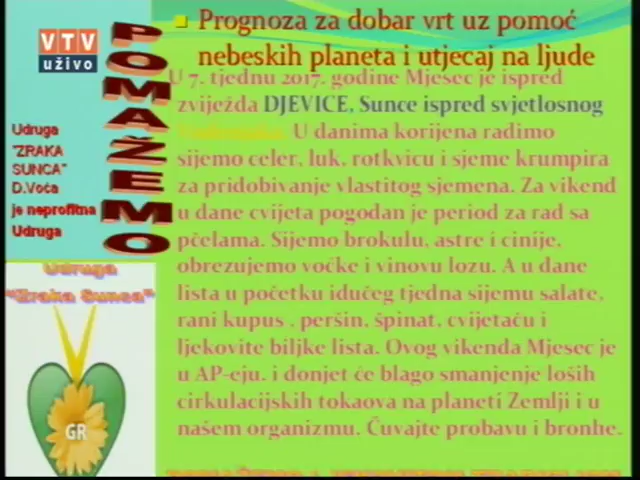 VTV
uživo
POMAŽEMO
Udruga
"ZRAKA
SUNCA"
D.Voća
je neprofitna
Udruga
Udruga
"Zraka Sunca"
GR
Prognoza za dobar vrt uz pomoć
nebeskih planeta i utjecaj na ljude
U 7. tjednu 2017. godine Mjesec je ispred
zviježda DJEVICE, Sunce ispred svjetlosnog
U danima korijena radimo
sijemo celer, luk, rotkvicu i sjeme krumpira
za pridobivanje vlastitog sjemena. Za vikend
u dane cvijeta pogodan je period za rad sa
pčelama. Sijemo brokulu, astre i cinije,
obrezujemo voćke i vinovu lozu. A u dane
lista u početku idućeg tjedna sijemu salate,
rani kupus , peršin, špinat, cvijetaću i
ljekovite biljke lista. Ovog vikenda Mjesec je
u AP-eju. i donjet će blago smanjenje loših
cirkulacijskih tokaova na planeti Zemlji i u
našem organizmu. Čuvajte probavu i bronhe.